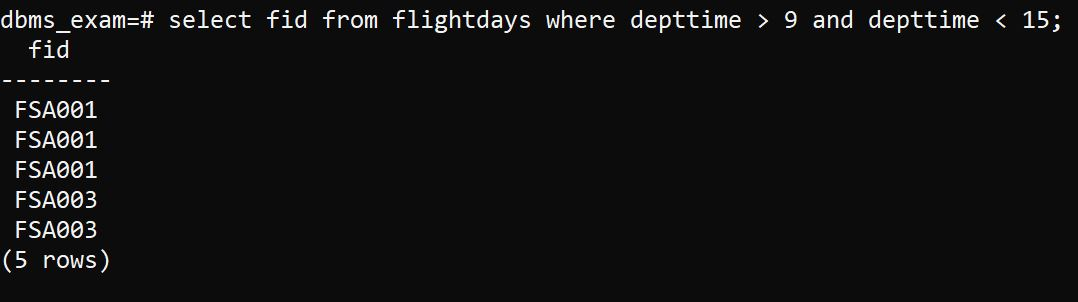 dbms_exam=# select fid from flightdays where depttime > 9 and depttime < 15;
  fid
--------
 FSA001
 FSA001
 FSA001
 FSA003
 FSA003
(5 rows)